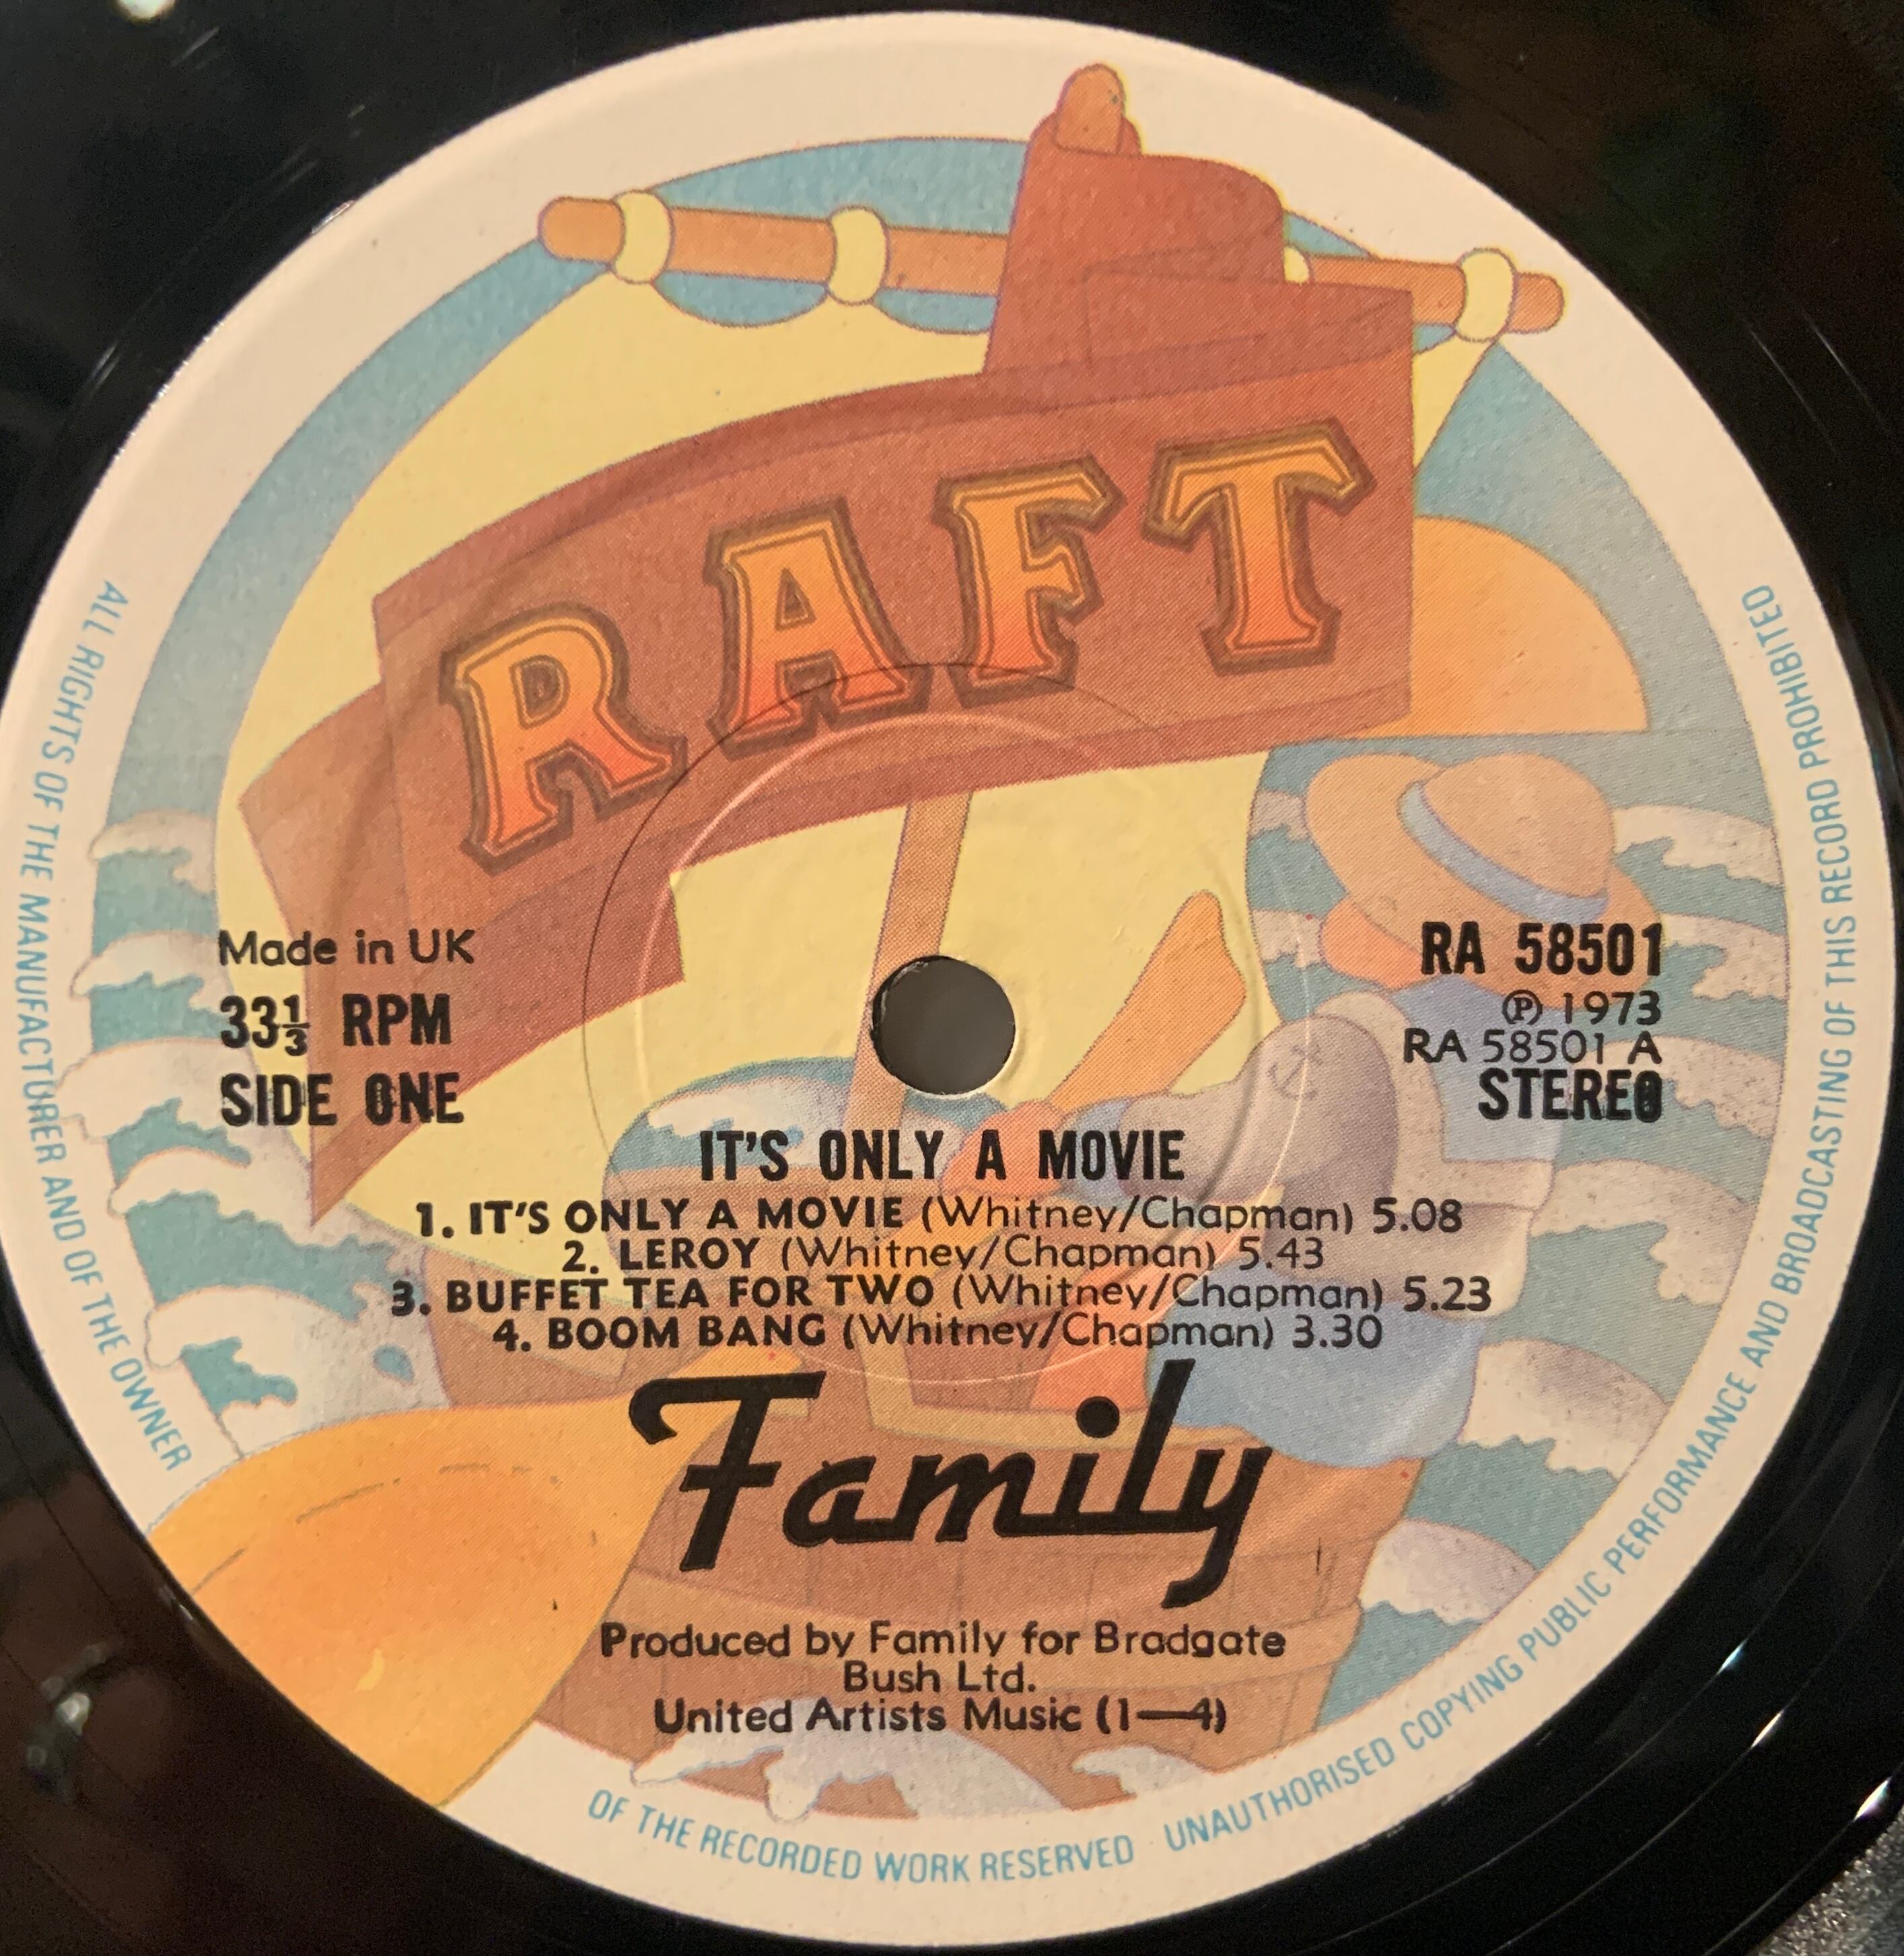 RAFT
Made in UK
33⅓ RPM
SIDE ONE
RA 58501
℗ 1973
RA 58501 A
STEREO
IT'S ONLY A MOVIE
1. IT'S ONLY A MOVIE (Whitney/Chapman) 5.08
2. LEROY (Whitney/Chapman) 5.43
3. BUFFET TEA FOR TWO (Whitney/Chapman) 5.23
4. BOOM BANG (Whitney/Chapman) 3.30
Family
Produced by Family for Bradgate
Bush Ltd.
United Artists Music (1—4)
ALL RIGHTS OF THE MANUFACTURER AND OF THE OWNER
OF THE RECORDED WORK RESERVED · UNAUTHORISED COPYING PUBLIC PERFORMANCE AND BROADCASTING OF THIS RECORD PROHIBITED